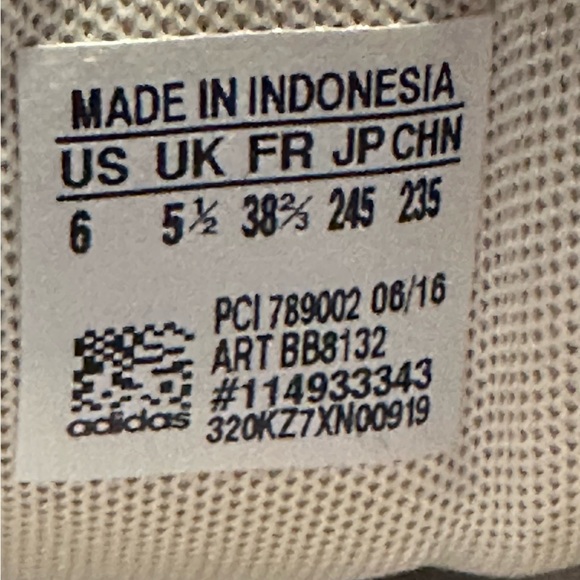 MADE IN INDONESIA
US UK FR JP CHN
6 5½ 38⅔ 245 235
PCI 789002 06/16
ART BB8132
#114933343
320KZ7XN00919
adidas